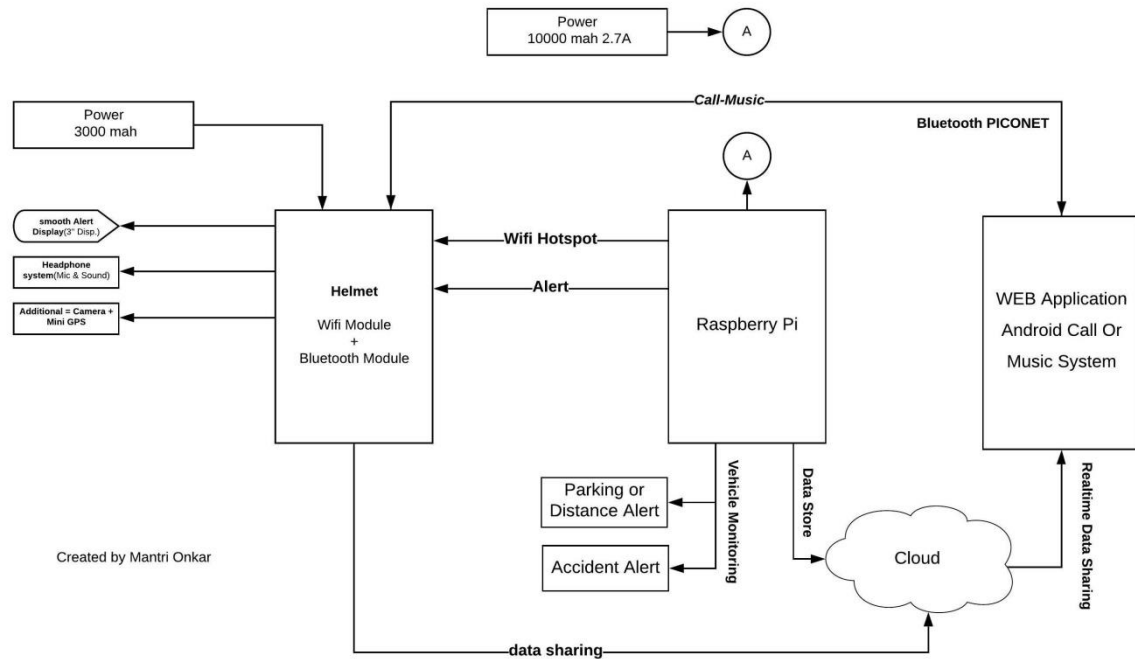 Power
10000 mah 2.7A
A
Call-Music
Bluetooth PICONET
Power
3000 mah
A
smooth Alert
Display(3" Disp.)
Headphone
system(Mic & Sound)
Additional = Camera +
Mini GPS
Helmet
Wifi Module
+
Bluetooth Module
Wifi Hotspot
Alert
Raspberry Pi
WEB Application
Android Call Or
Music System
Parking or
Distance Alert
Accident Alert
Vehicle Monitoring
Data Store
Cloud
Realtime Data Sharing
Created by Mantri Onkar
data sharing